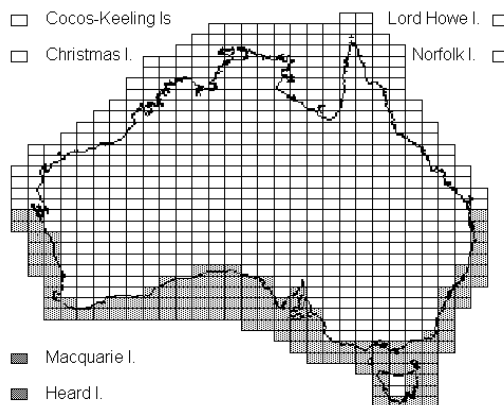 Cocos-Keeling Is
Lord Howe I.
Christmas I.
Norfolk I.
Macquarie I.
Heard I.